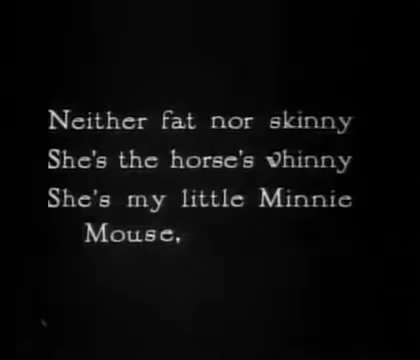 Neither fat nor skinny
She's the horse's whinny
She's my little Minnie
Mouse,